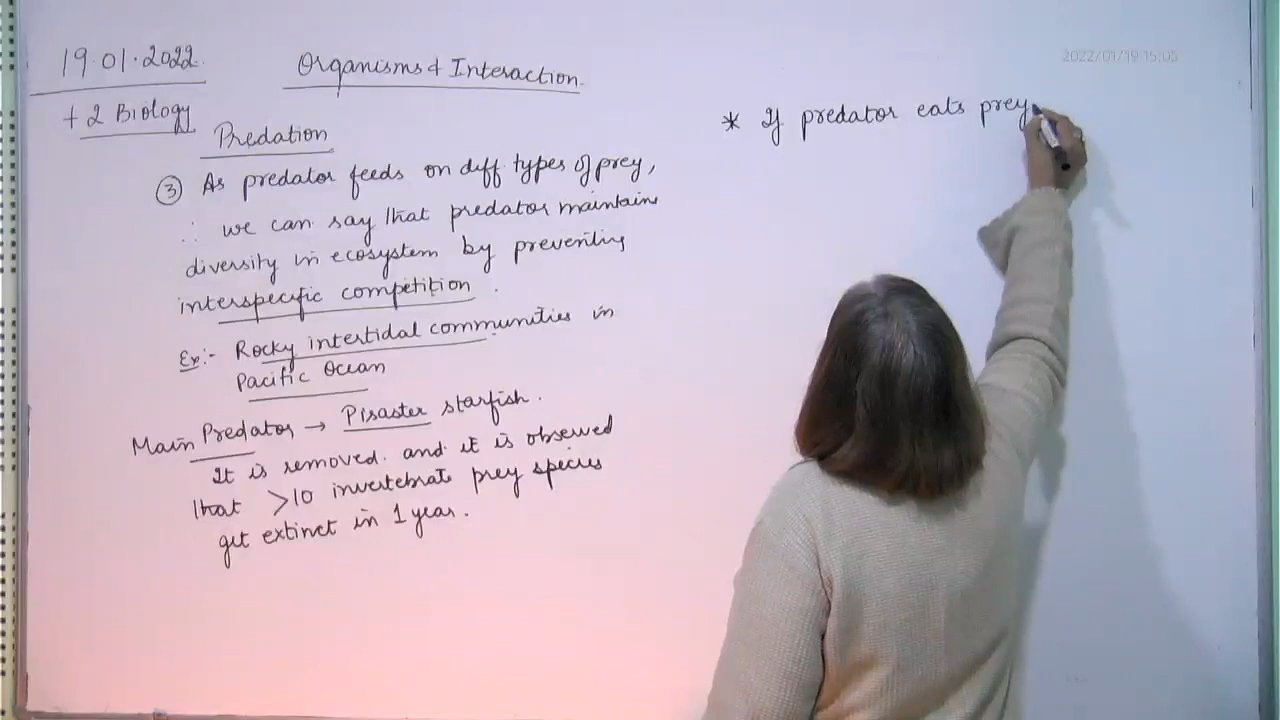 19.01.2022.
Organisms & Interaction.
+2 Biology
Predation
③ As predator feeds on diff types of prey,
∴ we can say that predator maintains
diversity in ecosystem by preventing
interspecific competition.
Ex:- Rocky intertidal communities in
Pacific Ocean
Main Predator → Pisaster starfish.
It is removed. and it is observed
that >10 invertebrate prey species
get extinct in 1 year.
2022/01/19 15:05
* If predator eats prey